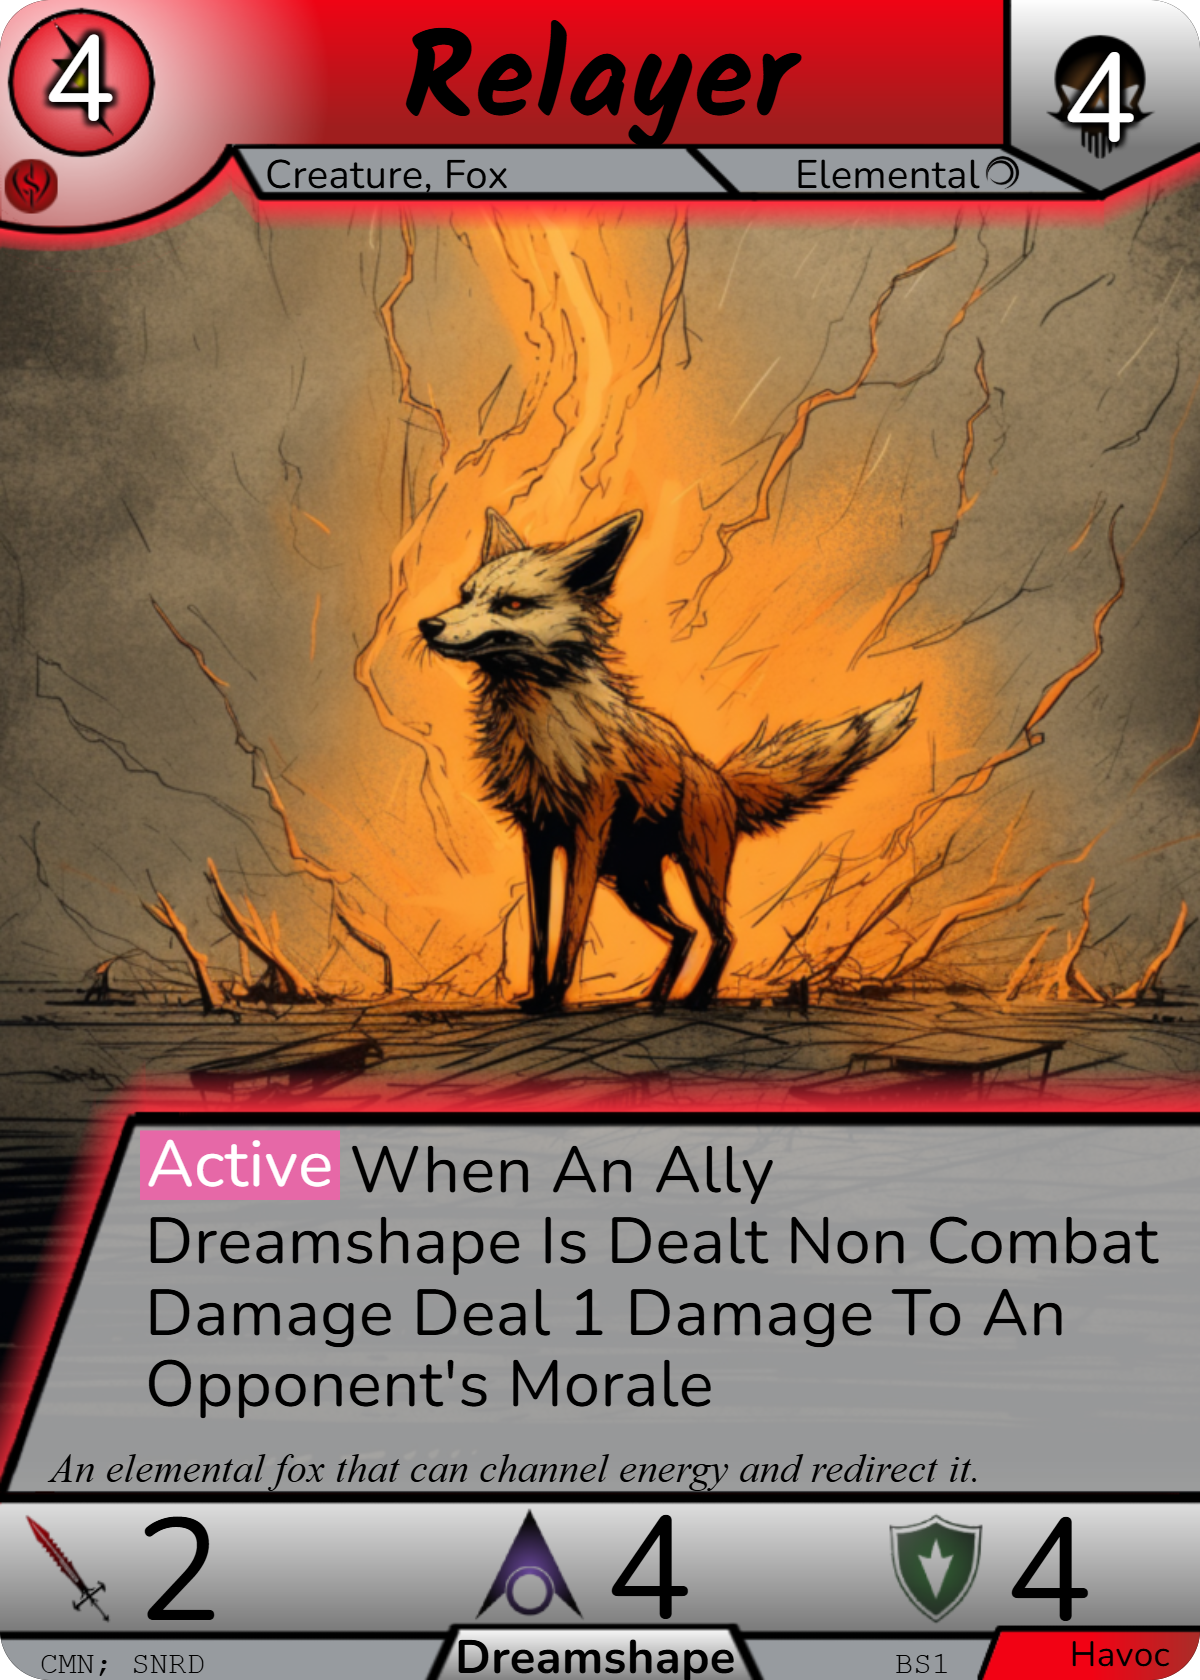 4
Relayer
4
Creature, Fox
Elemental
Active When An Ally
Dreamshape Is Dealt Non Combat
Damage Deal 1 Damage To An
Opponent's Morale
An elemental fox that can channel energy and redirect it.
2
4
4
CMN; SNRD
Dreamshape
BS1
Havoc